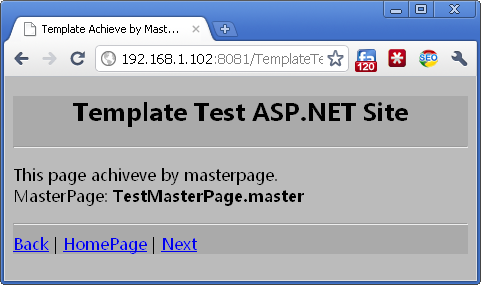 Template Achieve by Mast...
192.168.1.102:8081/TemplateTe
120
SEO
Template Test ASP.NET Site
This page achiveve by masterpage.
MasterPage: TestMasterPage.master
Back | HomePage | Next